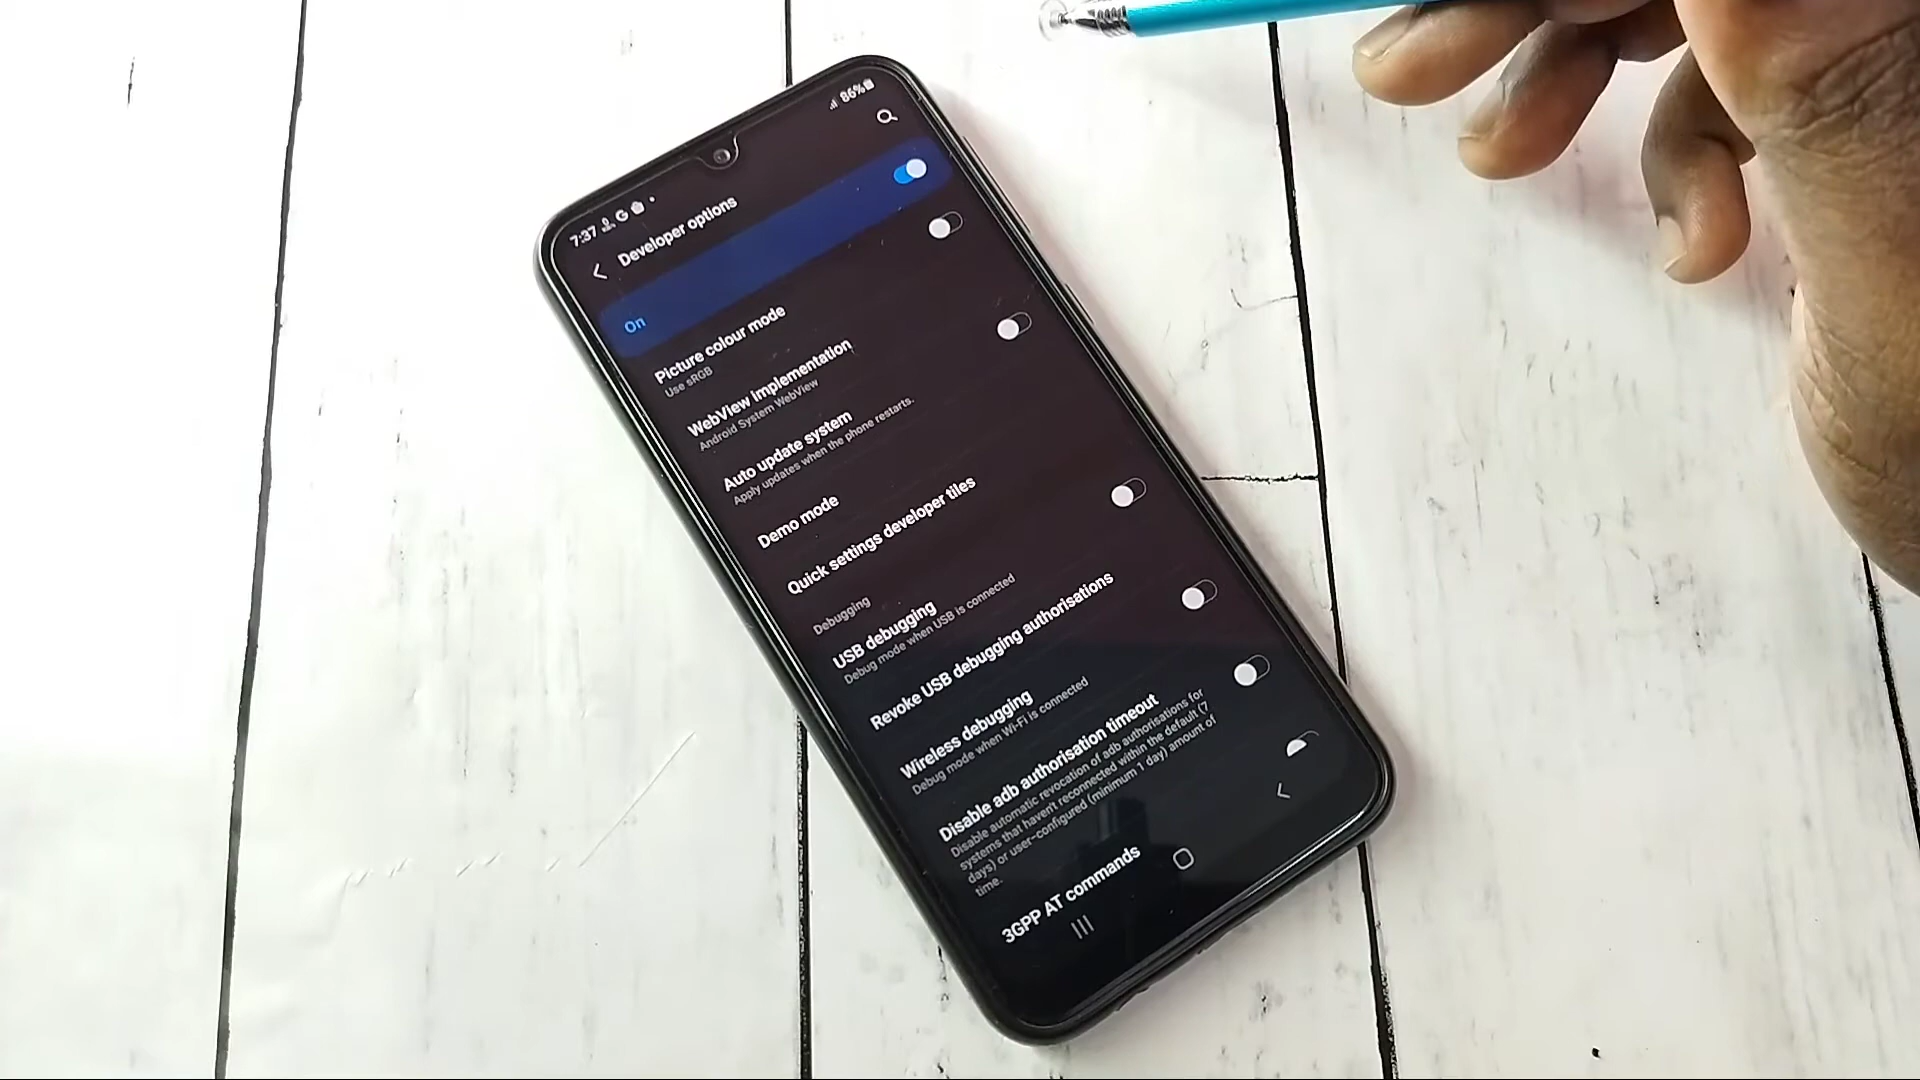 7:37
G
86%
Developer options
On
Picture colour mode
Use sRGB
WebView implementation
Android System WebView
Auto update system
Apply updates when the phone restarts.
Demo mode
Quick settings developer tiles
Debugging
USB debugging
Debug mode when USB is connected
Revoke USB debugging authorisations
Wireless debugging
Debug mode when Wi-Fi is connected
Disable adb authorisation timeout
Disable automatic revocation of adb authorisations for
systems that haven't reconnected within the default (7
days) or user-configured (minimum 1 day) amount of
time.
3GPP AT commands